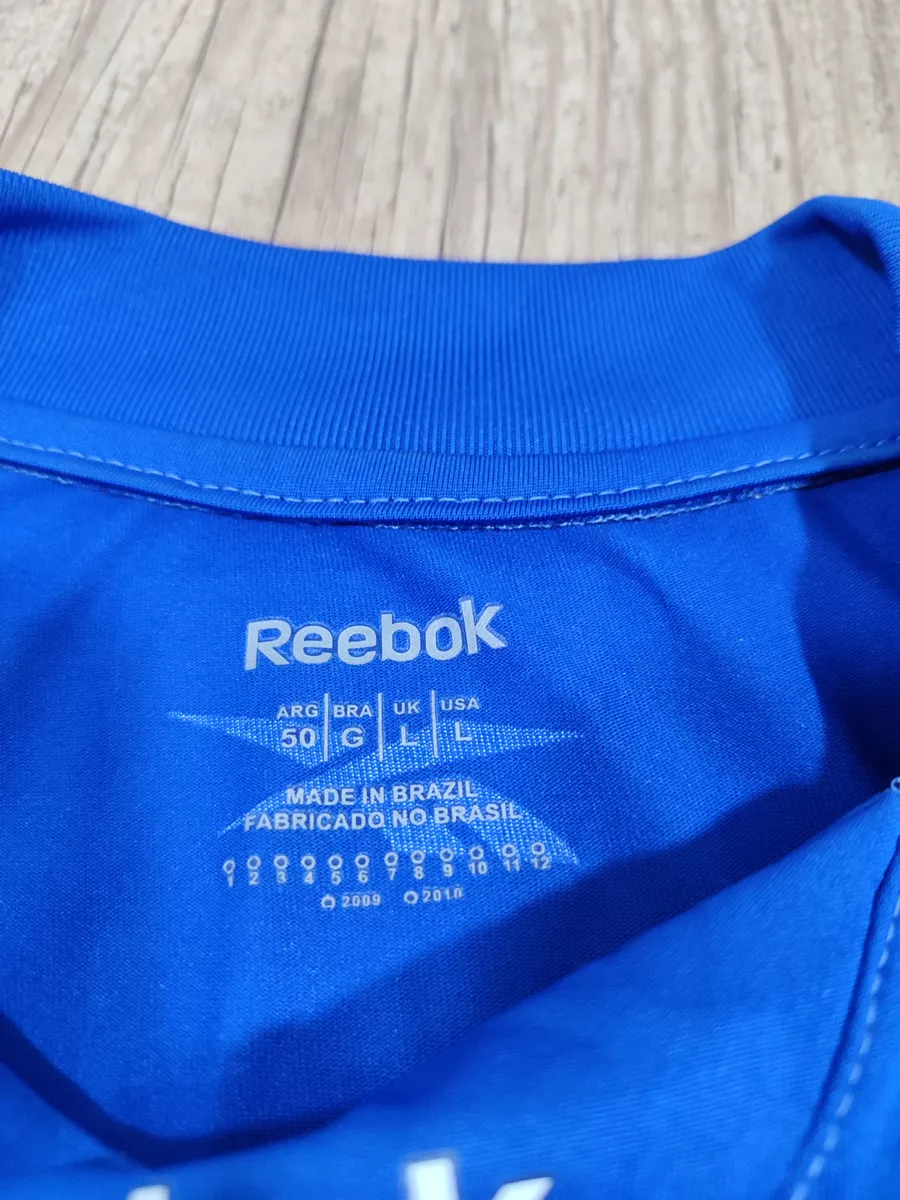 Reebok
ARG BRA UK USA
50 G L L
MADE IN BRAZIL
FABRICADO NO BRASIL
1 2 3 4 5 6 7 8 9 10 11 12
2009 2010